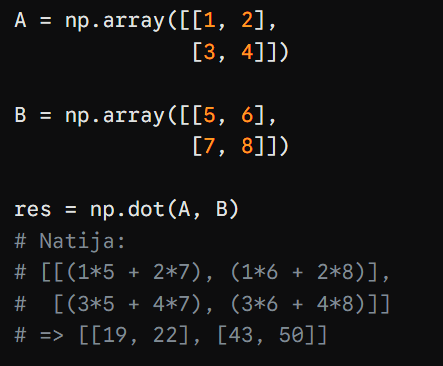 A = np.array([[1, 2],
              [3, 4]])

B = np.array([[5, 6],
              [7, 8]])

res = np.dot(A, B)
# Natija:
# [[(1*5 + 2*7), (1*6 + 2*8)],
#  [(3*5 + 4*7), (3*6 + 4*8)]]
# => [[19, 22], [43, 50]]